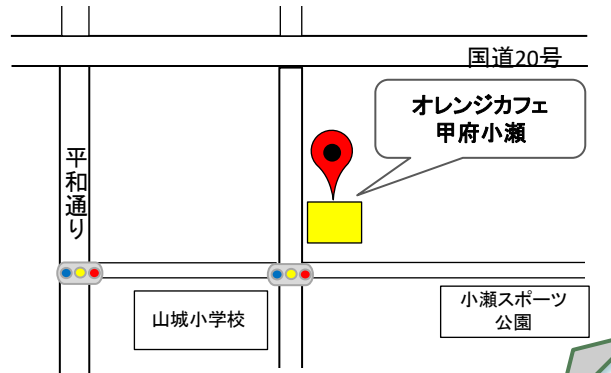 国道20号
オレンジカフェ
甲府小瀬
平和通り
山城小学校
小瀬スポーツ
公園